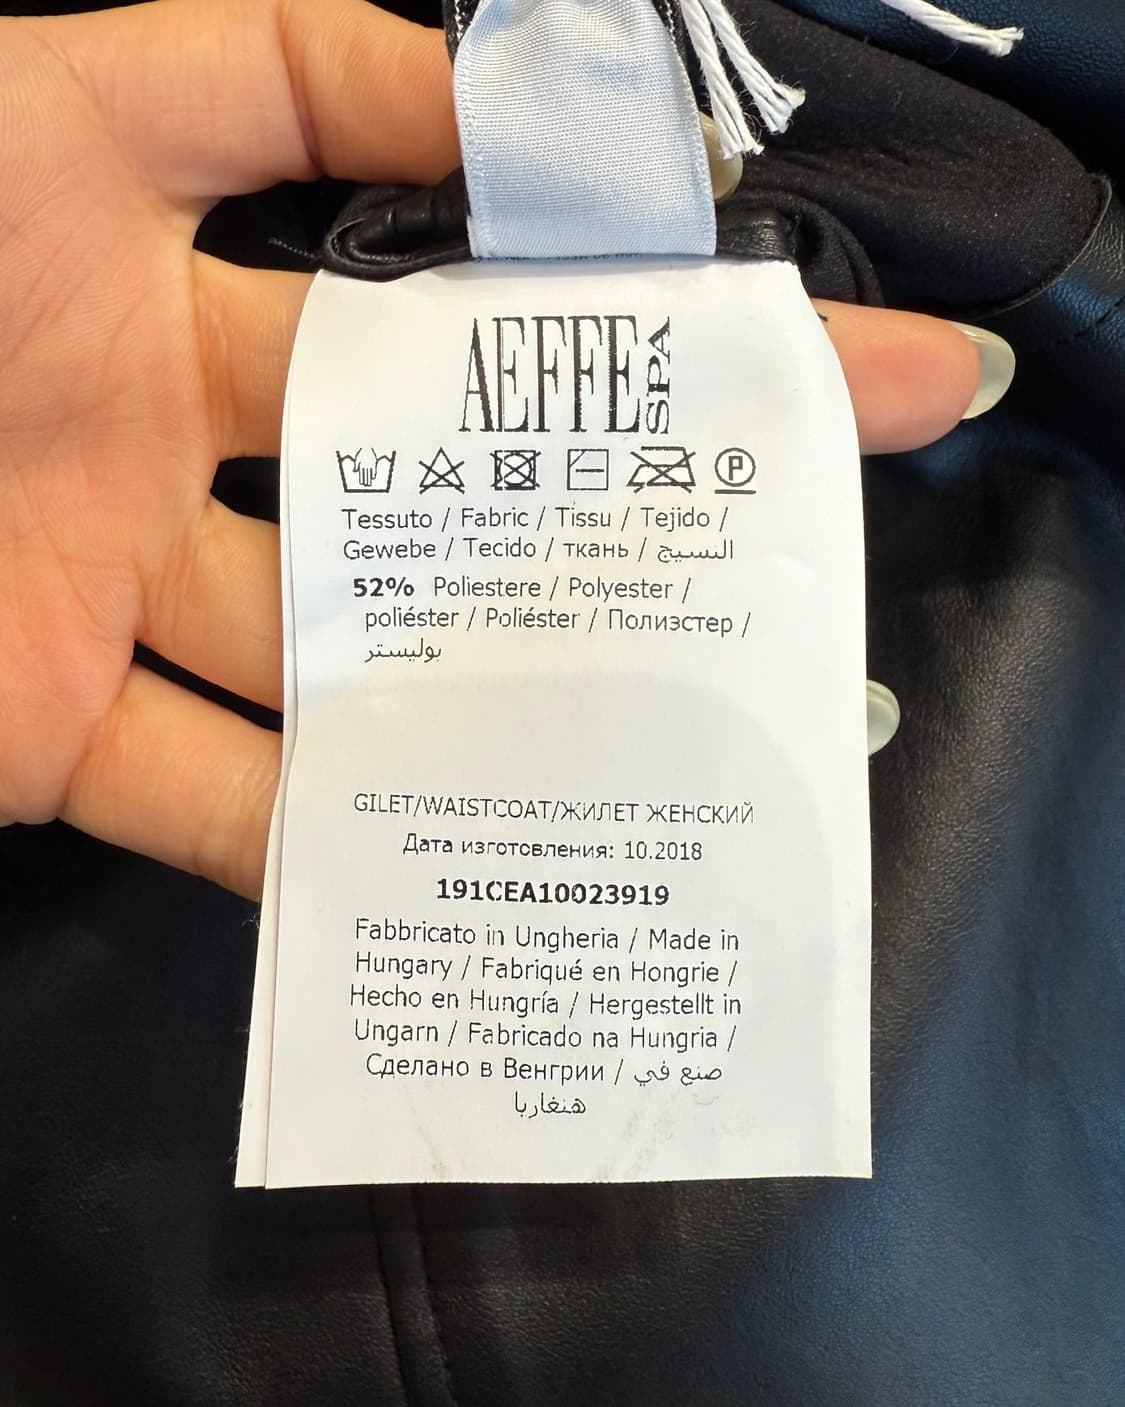 AEFFE SPA
Tessuto / Fabric / Tissu / Tejido /
Gewebe / Tecido / ткань / النسيج
52% Poliestere / Polyester /
poliéster / Poliéster / Полиэстер /
بوليستر
GILET/WAISTCOAT/ЖИЛЕТ ЖЕНСКИЙ
Дата изготовления: 10.2018
191CEA10023919
Fabbricato in Ungheria / Made in
Hungary / Fabriqué en Hongrie /
Hecho en Hungría / Hergestellt in
Ungarn / Fabricado na Hungria /
Сделано в Венгрии / صنع في
هنغاريا